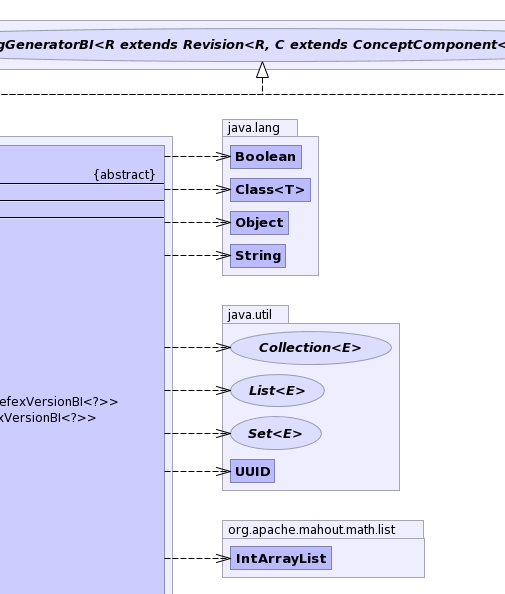 gGeneratorBI<R extends Revision<R, C extends ConceptComponent<
java.lang
Boolean
{abstract}
Class<T>
Object
String
java.util
Collection<E>
List<E>
efexVersionBI<?>>
xVersionBI<?>>
Set<E>
UUID
org.apache.mahout.math.list
IntArrayList